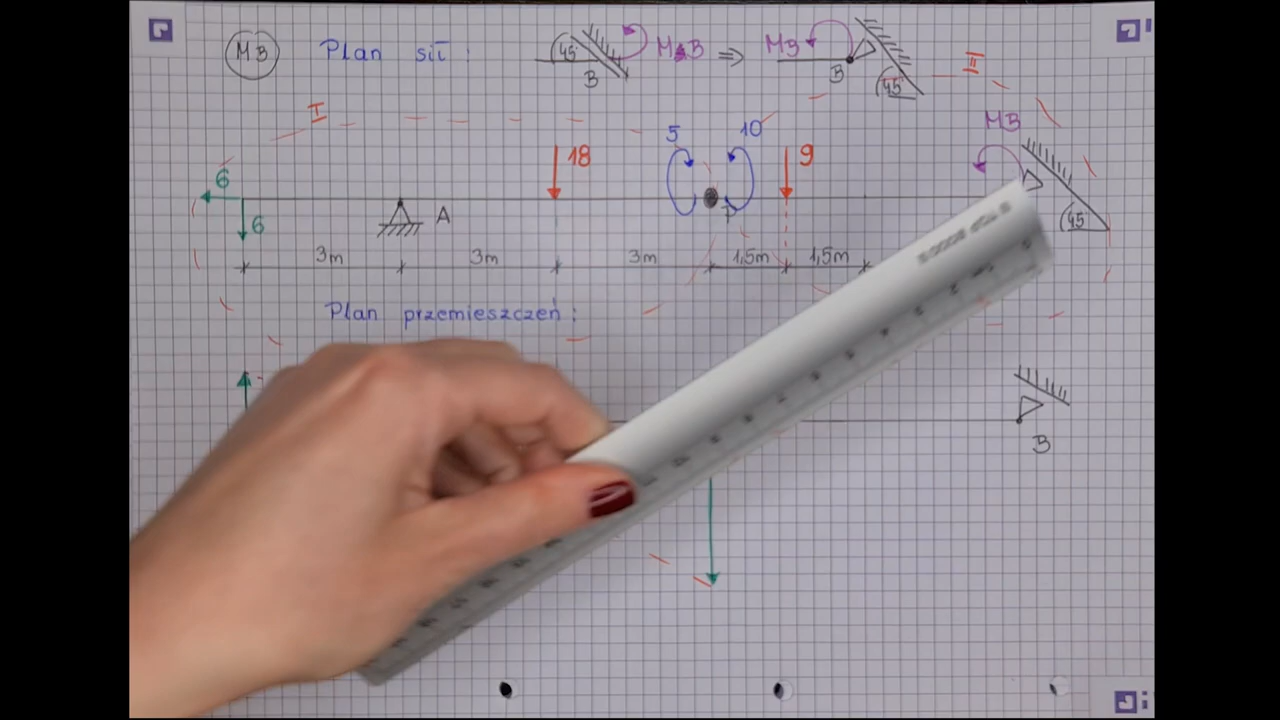 MB Plan sił: 45° B MB ⇒ MB B 45°
I II
5 10 MB
6 18 9
6 A 45°
3m 3m 3m 1,5m 1,5m
Plan przemieszczeń:
B